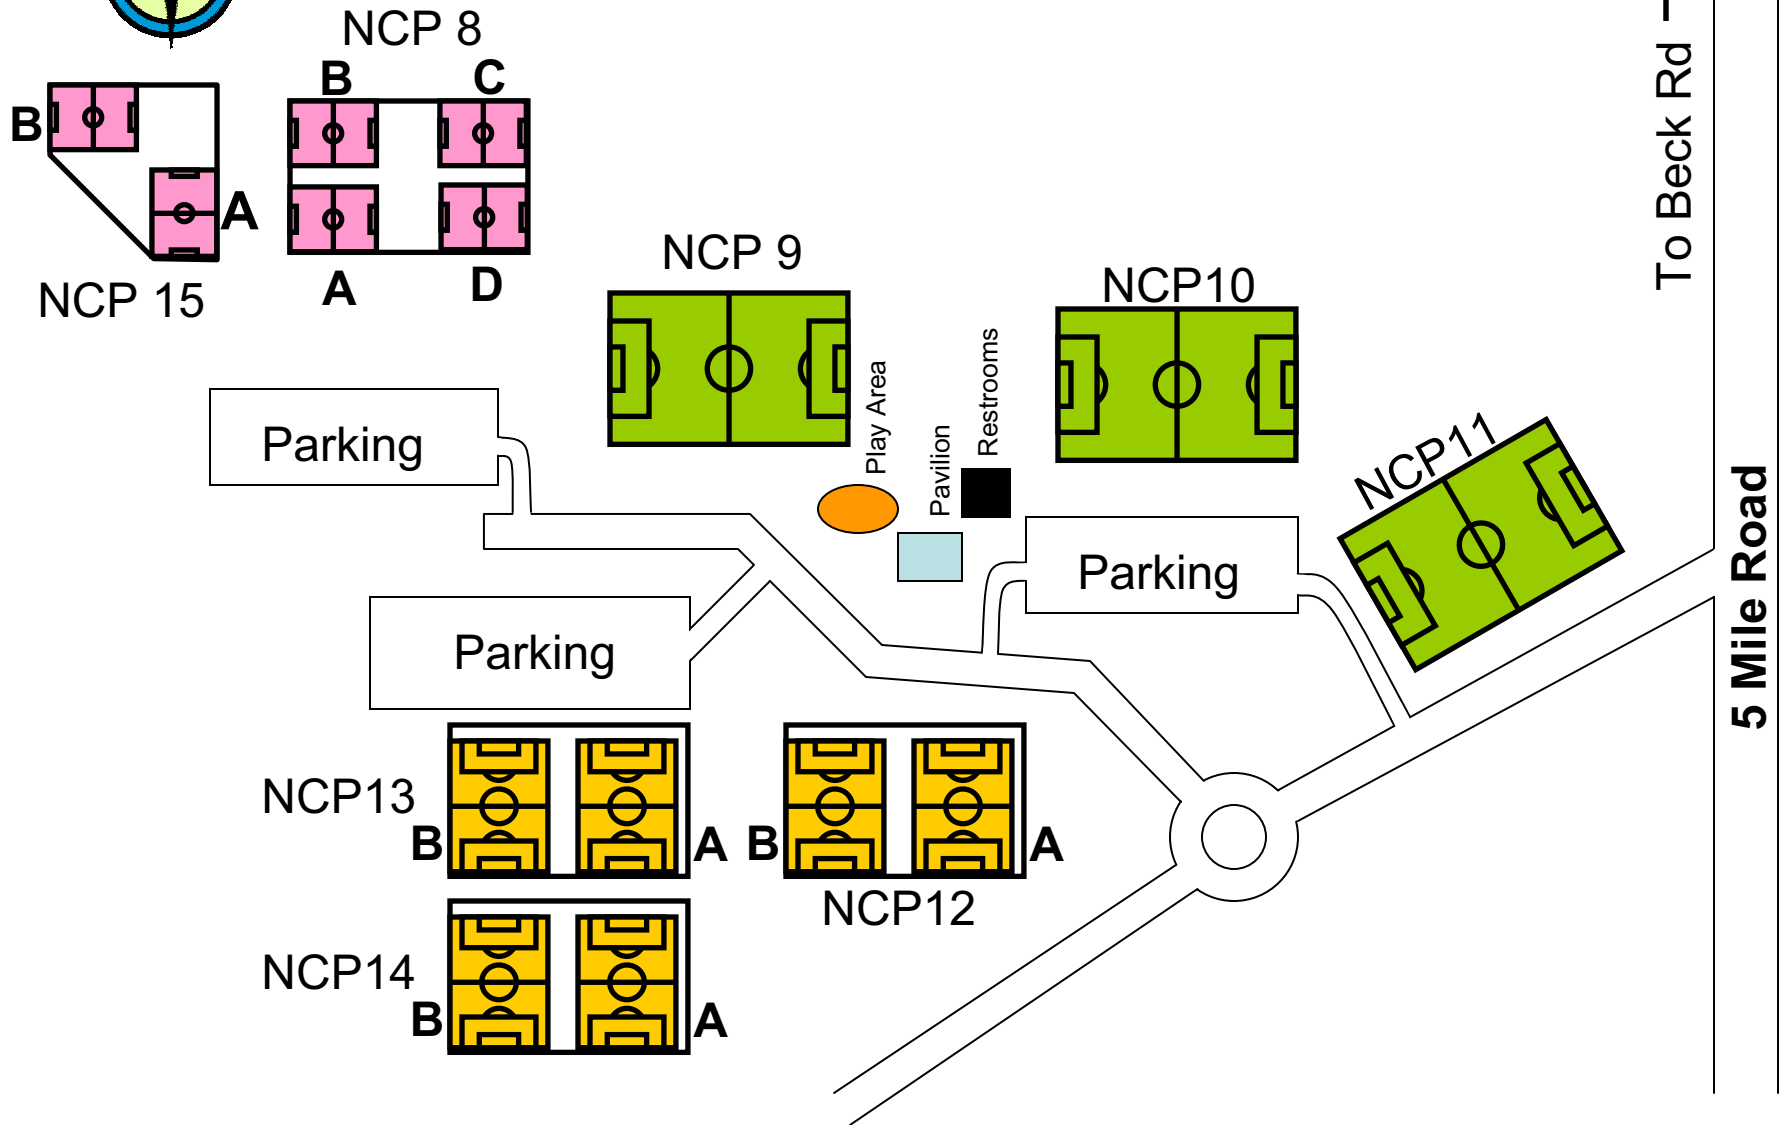 NCP 8
B
C
B
A
A
D
NCP 15
NCP 9
NCP10
To Beck Rd
Play Area
Pavilion
Restrooms
NCP11
Parking
Parking
Parking
5 Mile Road
NCP13
B
A
B
A
NCP12
NCP14
B
A